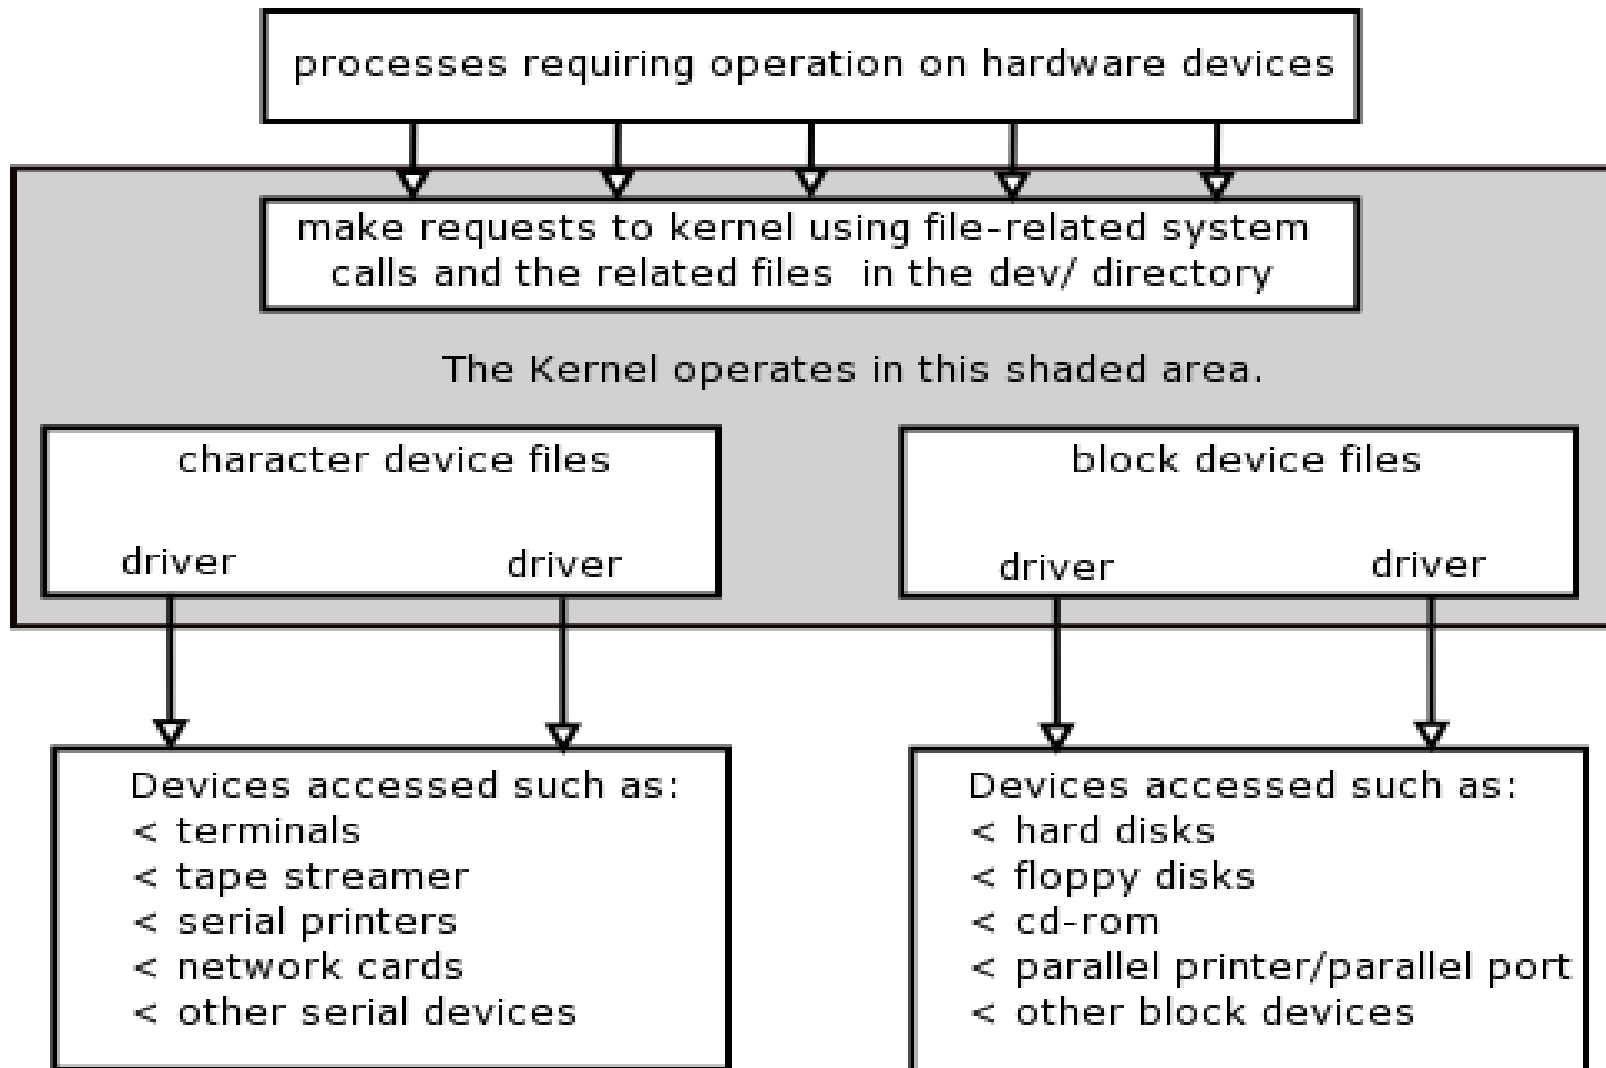 processes requiring operation on hardware devices
make requests to kernel using file-related system
calls and the related files in the dev/ directory
The Kernel operates in this shaded area.
character device files
driver driver
block device files
driver driver
Devices accessed such as:
< terminals
< tape streamer
< serial printers
< network cards
< other serial devices
Devices accessed such as:
< hard disks
< floppy disks
< cd-rom
< parallel printer/parallel port
< other block devices